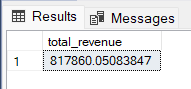 Results Messages
total_revenue
1 817860.05083847